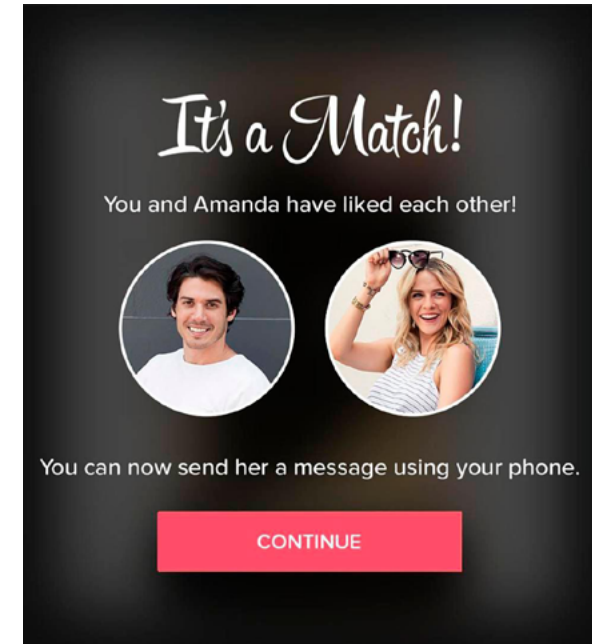 It's a Match!
You and Amanda have liked each other!
You can now send her a message using your phone.
CONTINUE